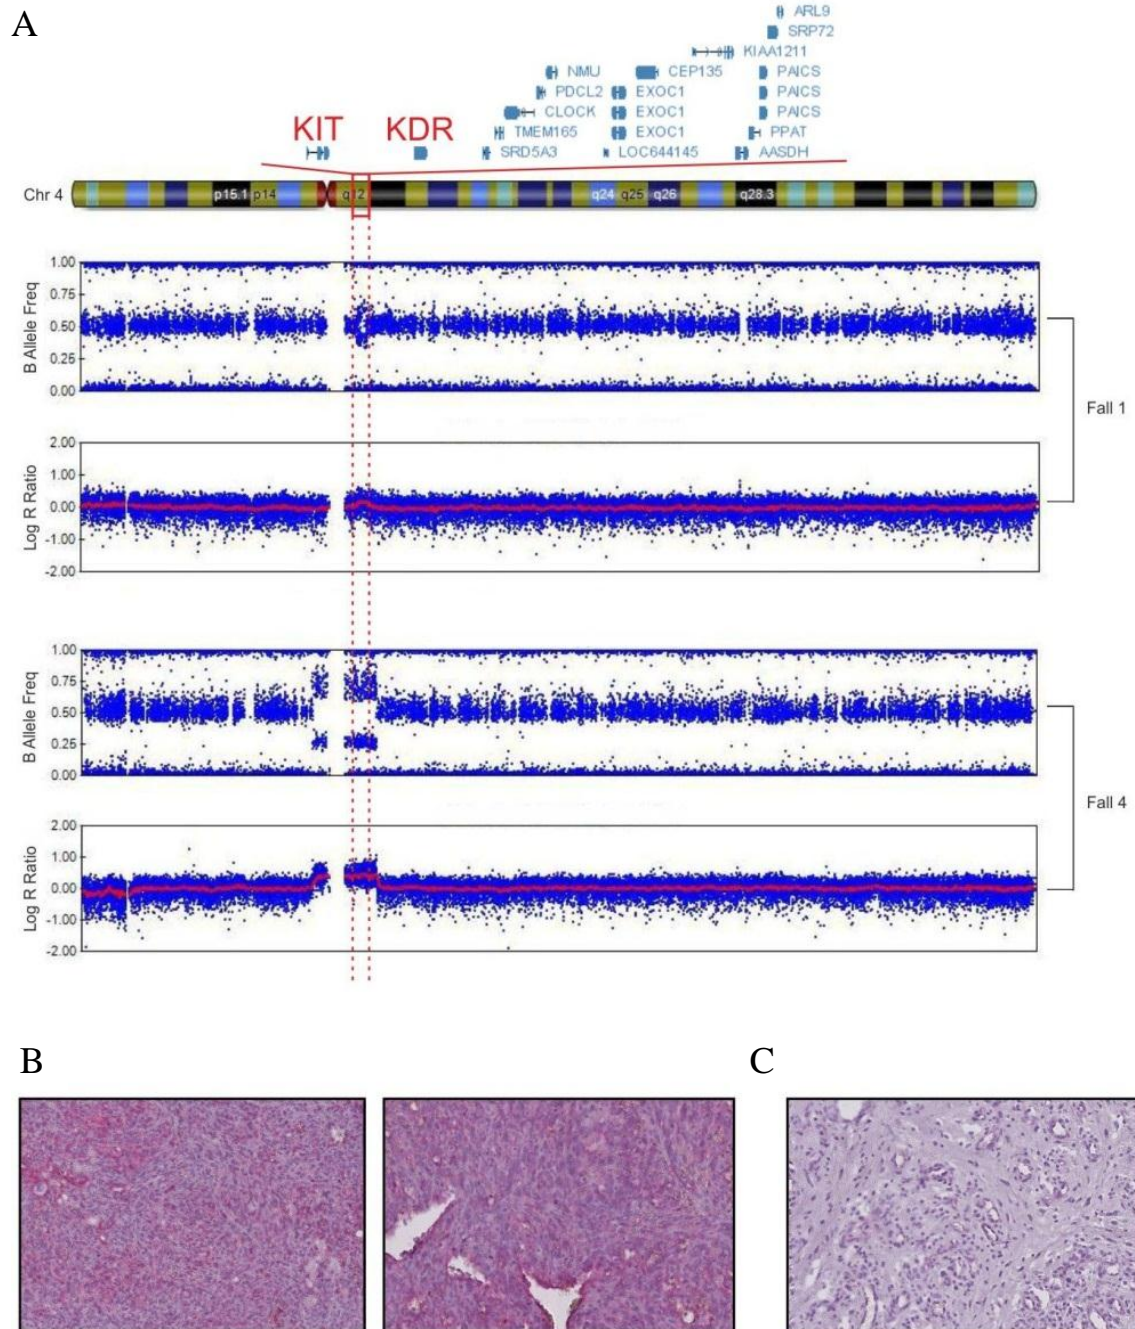 A
ARL9
SRP72
KIAA1211
NMU CEP135 PAICS
PDCL2 EXOC1 PAICS
CLOCK EXOC1 PAICS
KIT KDR TMEM165 EXOC1 PPAT
SRD5A3 LOC644145 AASDH
Chr 4 p15.1 p14 q12 q24 q25 q26 q28.3
B Allele Freq
1.00
0.75
0.50
0.25
0.00
Fall 1
Log R Ratio
2.00
1.00
0.00
-1.00
-2.00
B Allele Freq
1.00
0.75
0.50
0.25
0.00
Fall 4
Log R Ratio
2.00
1.00
0.00
-1.00
-2.00
B C